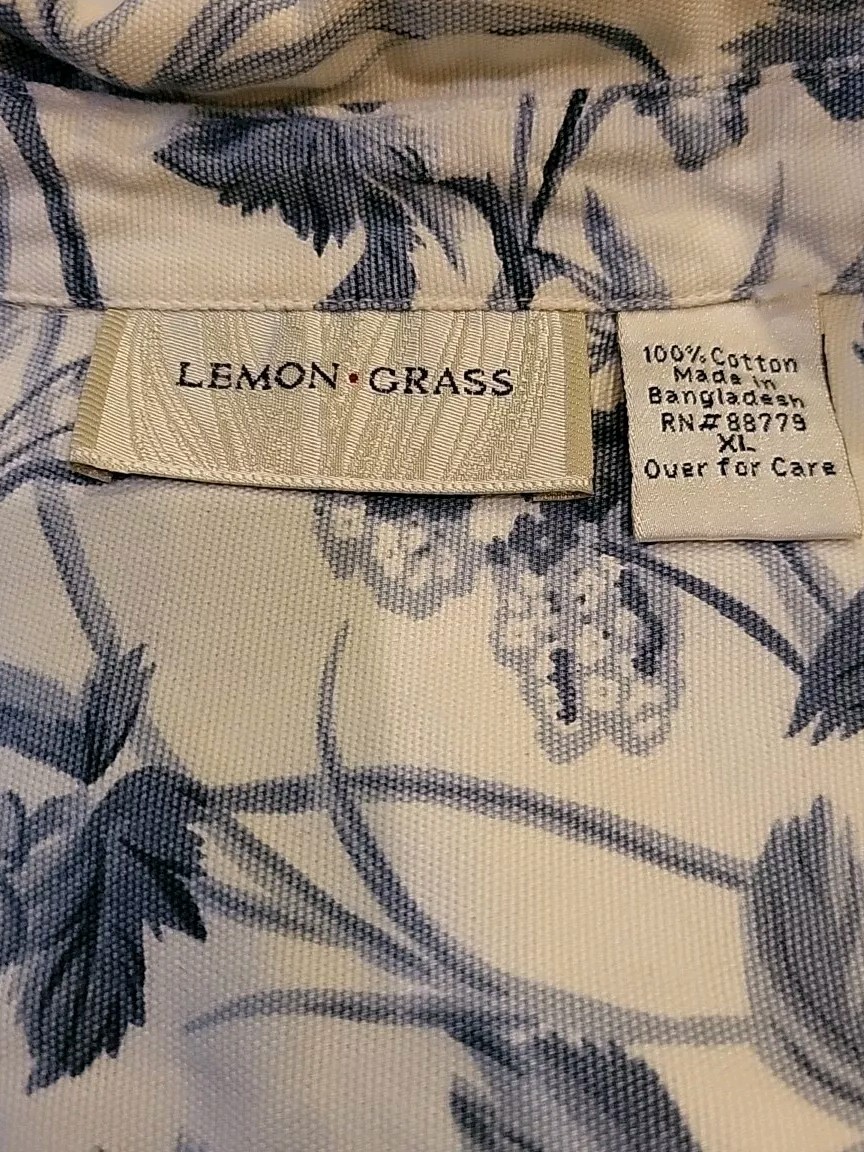 LEMON•GRASS
100% Cotton
Made in
Bangladesh
RN#88779
XL
Over for Care